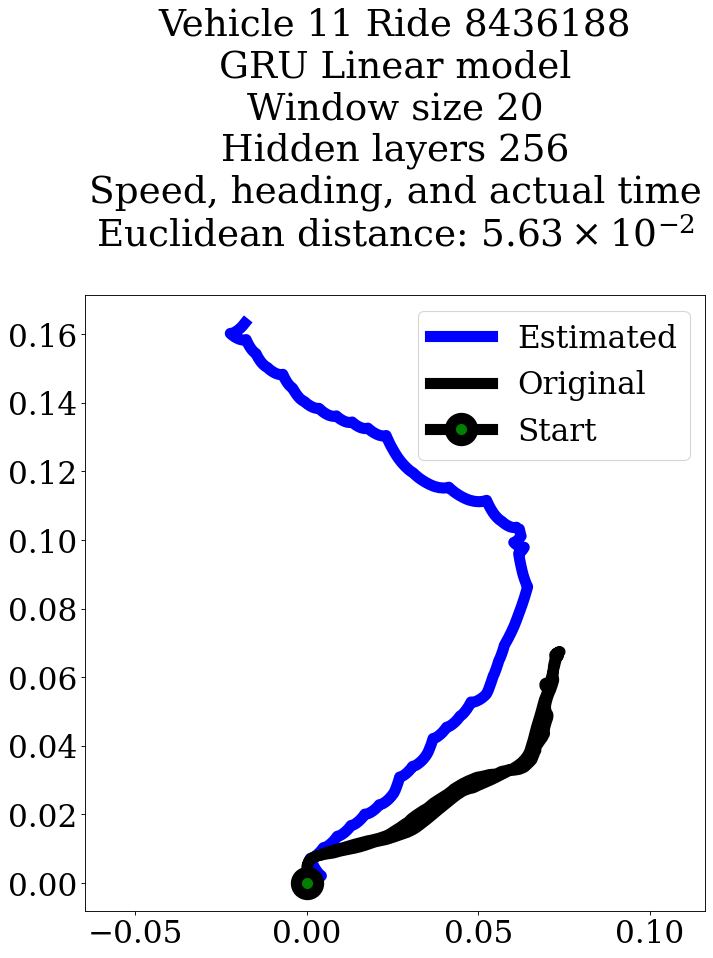 Vehicle 11 Ride 8436188
GRU Linear model
Window size 20
Hidden layers 256
Speed, heading, and actual time
Euclidean distance: 5.63 × 10⁻²
Estimated
Original
Start
0.16
0.14
0.12
0.10
0.08
0.06
0.04
0.02
0.00
−0.05 0.00 0.05 0.10